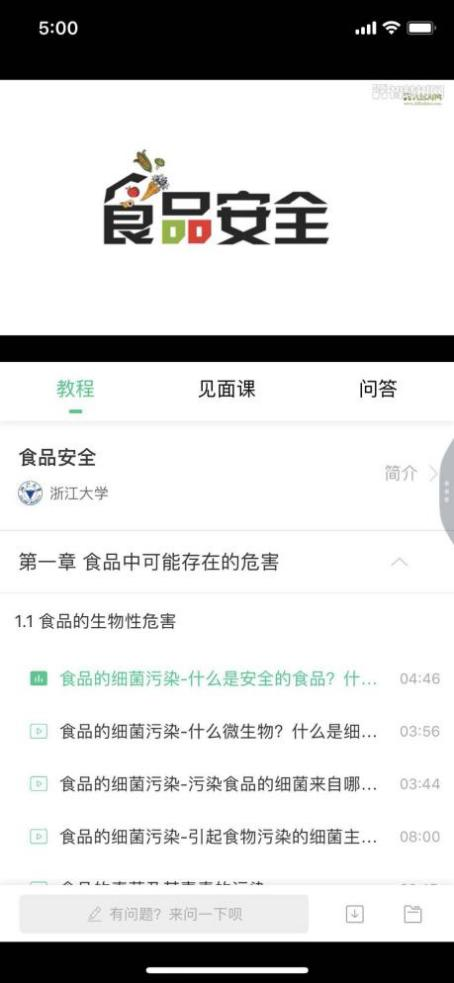 5:00
食品安全
教程
见面课
问答
食品安全
简介
浙江大学
第一章 食品中可能存在的危害
1.1 食品的生物性危害
食品的细菌污染-什么是安全的食品？什... 04:46
食品的细菌污染-什么微生物？什么是细... 03:56
食品的细菌污染-污染食品的细菌来自哪... 03:44
食品的细菌污染-引起食物污染的细菌主... 08:00
有问题？来问一下呗